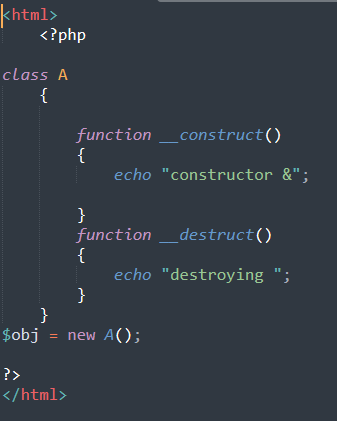 <html>
<?php
class A
{
function __construct()
{
echo "constructor &";
}
function __destruct()
{
echo "destroying ";
}
}
$obj = new A();
?>
</html>